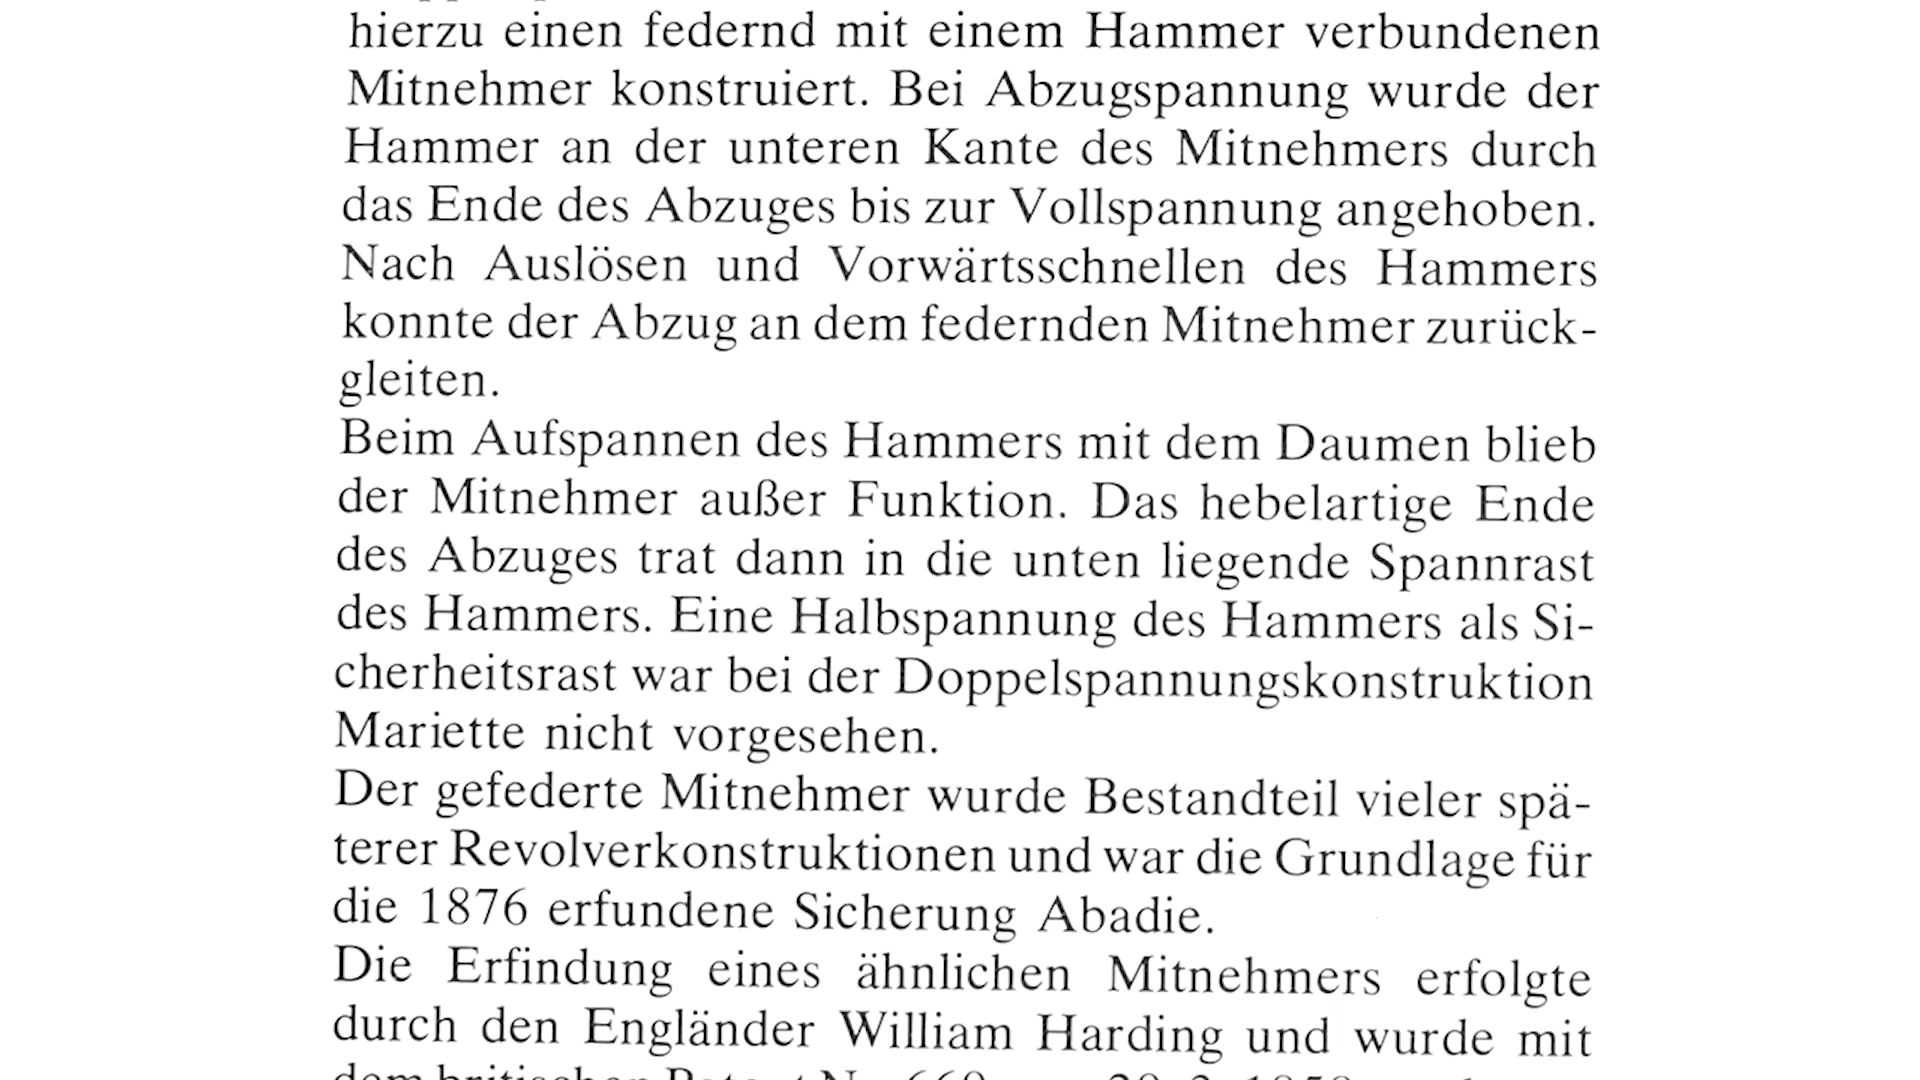 hierzu einen federnd mit einem Hammer verbundenen
Mitnehmer konstruiert. Bei Abzugspannung wurde der
Hammer an der unteren Kante des Mitnehmers durch
das Ende des Abzuges bis zur Vollspannung angehoben.
Nach Auslösen und Vorwärtsschnellen des Hammers
konnte der Abzug an dem federnden Mitnehmer zurück-
gleiten.
Beim Aufspannen des Hammers mit dem Daumen blieb
der Mitnehmer außer Funktion. Das hebelartige Ende
des Abzuges trat dann in die unten liegende Spannrast
des Hammers. Eine Halbspannung des Hammers als Si-
cherheitsrast war bei der Doppelspannungskonstruktion
Mariette nicht vorgesehen.
Der gefederte Mitnehmer wurde Bestandteil vieler spä-
terer Revolverkonstruktionen und war die Grundlage für
die 1876 erfundene Sicherung Abadie.
Die Erfindung eines ähnlichen Mitnehmers erfolgte
durch den Engländer William Harding und wurde mit
dem britischen Patent